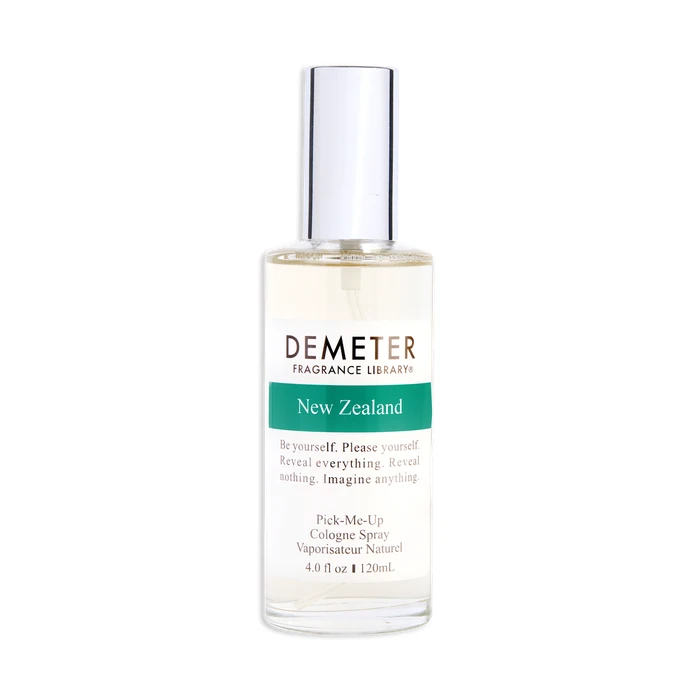 DEMETER
FRAGRANCE LIBRARY®
New Zealand
Be yourself. Please yourself.
Reveal everything. Reveal
nothing. Imagine anything.
Pick-Me-Up
Cologne Spray
Vaporisateur Naturel
4.0 fl oz ❚ 120mL